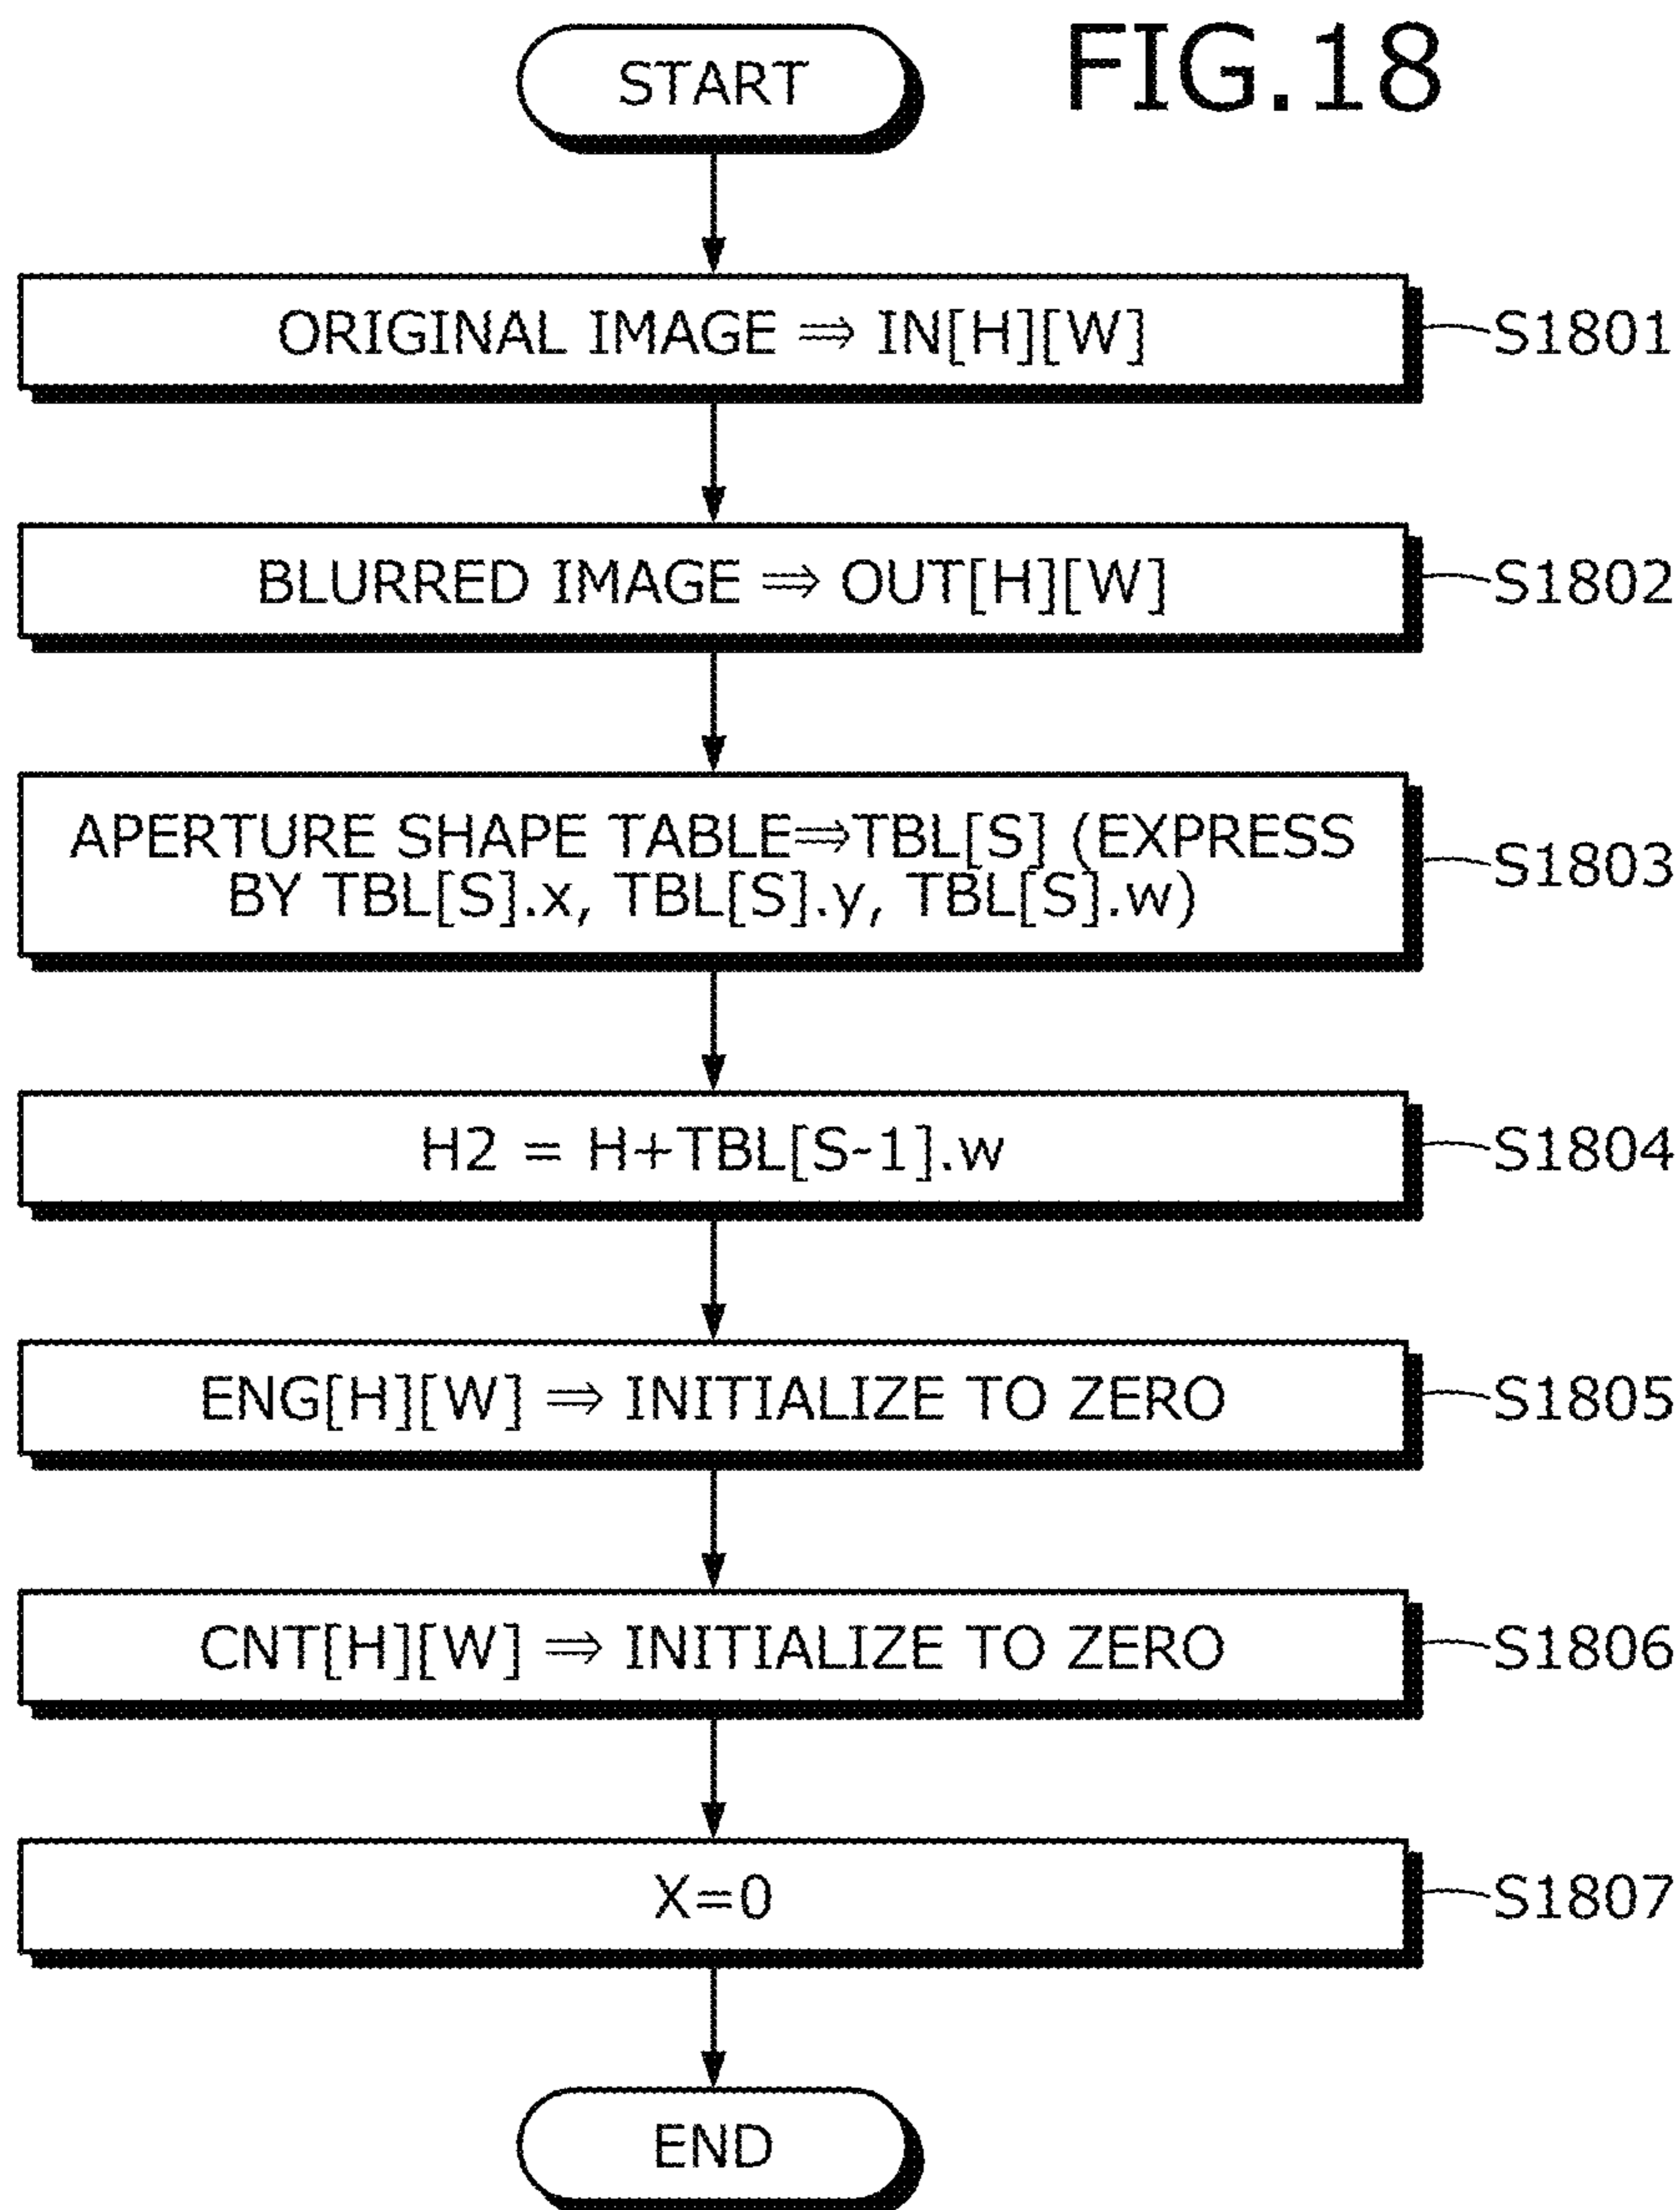 FIG.18
START
ORIGINAL IMAGE ⇒ IN[H][W]
S1801
BLURRED IMAGE ⇒ OUT[H][W]
S1802
APERTURE SHAPE TABLE⇒TBL[S] (EXPRESS
BY TBL[S].x, TBL[S].y, TBL[S].w)
S1803
H2 = H+TBL[S-1].w
S1804
ENG[H][W] ⇒ INITIALIZE TO ZERO
S1805
CNT[H][W] ⇒ INITIALIZE TO ZERO
S1806
X=0
S1807
END